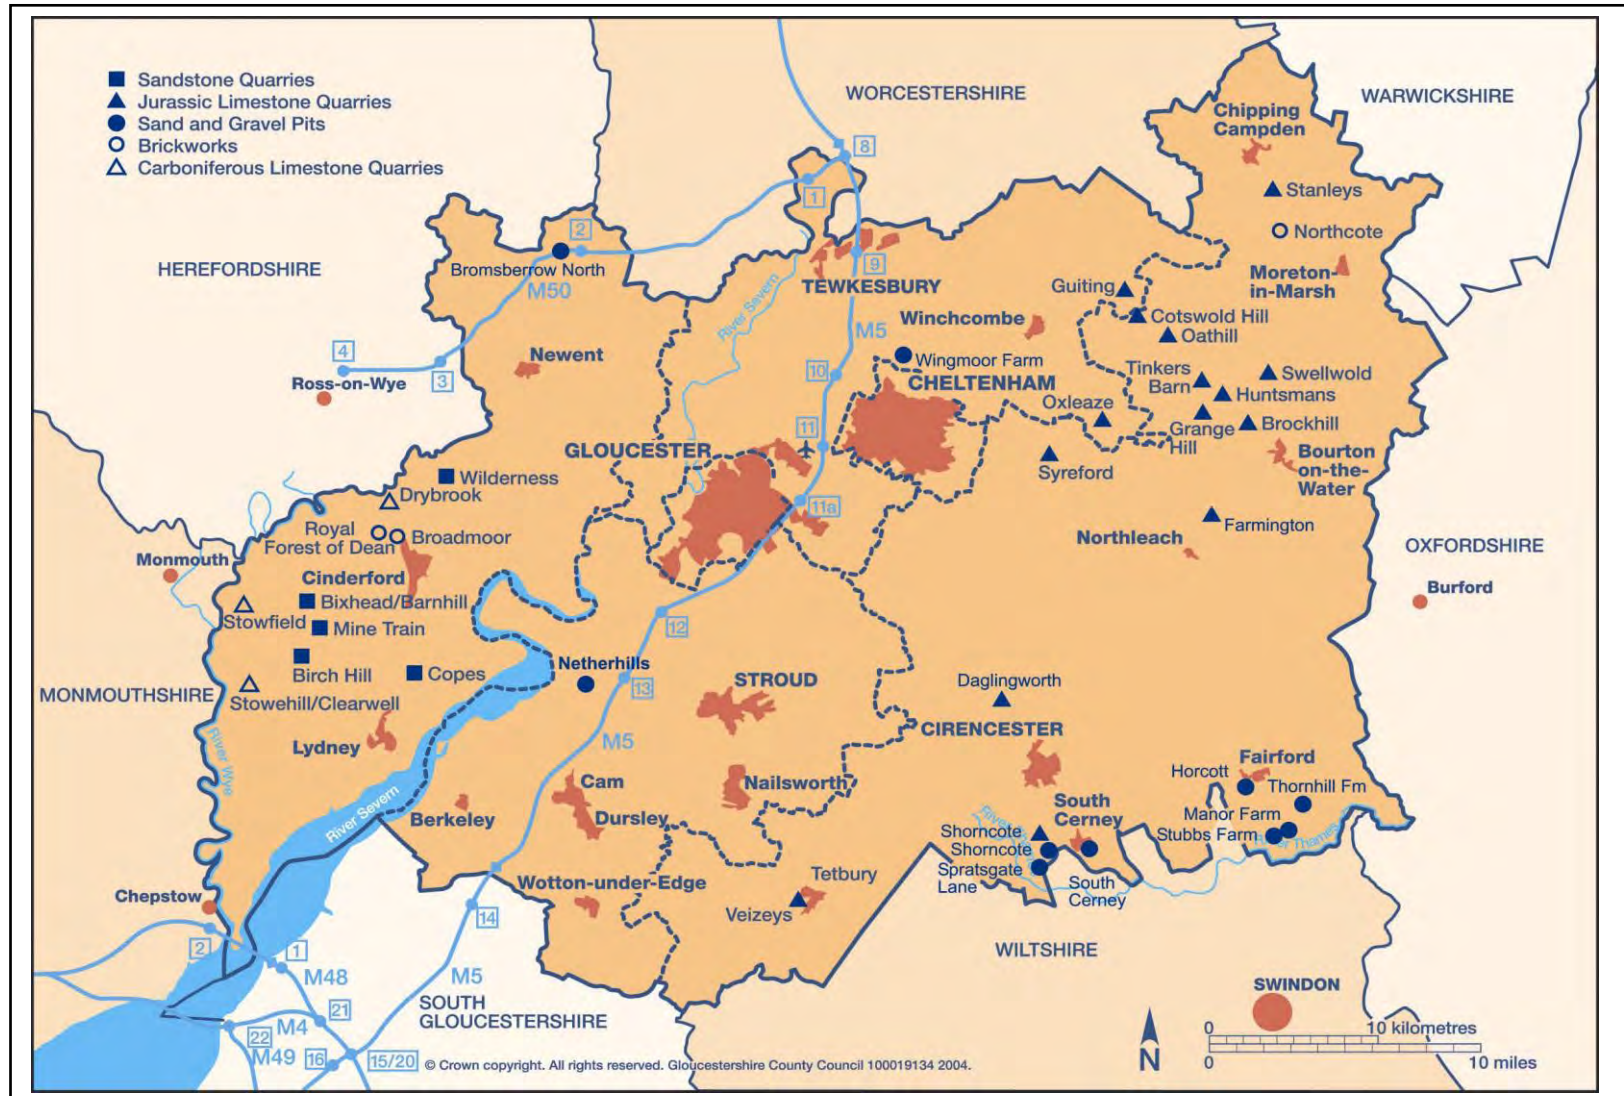 Sandstone Quarries
Jurassic Limestone Quarries
Sand and Gravel Pits
Brickworks
Carboniferous Limestone Quarries
WORCESTERSHIRE
WARWICKSHIRE
HEREFORDSHIRE
MONMOUTHSHIRE
OXFORDSHIRE
WILTSHIRE
SOUTH
GLOUCESTERSHIRE
Chipping
Campden
Stanleys
Northcote
Moreton-
in-Marsh
8
1
2
Bromsberrow North
M50
3
4
Ross-on-Wye
Newent
River Severn
9
TEWKESBURY
M5
Winchcombe
Guiting
Cotswold Hill
Oathill
10
Wingmoor Farm
CHELTENHAM
Tinkers
Barn
Swellwold
Huntsmans
Oxleaze
Grange
Hill
Brockhill
11
GLOUCESTER
Syreford
Bourton
on-the-
Water
11a
Farmington
Northleach
Wilderness
Drybrook
Royal
Forest of Dean
Broadmoor
Monmouth
Cinderford
Bixhead/Barnhill
Stowfield
Mine Train
Birch Hill
Copes
Stowehill/Clearwell
Lydney
River Wye
River Severn
Burford
12
Netherhills
13
STROUD
Daglingworth
CIRENCESTER
M5
Cam
Dursley
Nailsworth
Berkeley
Fairford
Horcott
Thornhill Fm
Manor Farm
Stubbs Farm
River Thames
South
Cerney
River Thames
Shorncote
Shorncote
Spratsgate
Lane
South
Cerney
Chepstow
Wotton-under-Edge
Tetbury
Veizeys
14
2
1
M48
M5
21
M4
22
M49
16
15/20
SWINDON
N
0
10 kilometres
0
10 miles
© Crown copyright. All rights reserved. Gloucestershire County Council 100019134 2004.